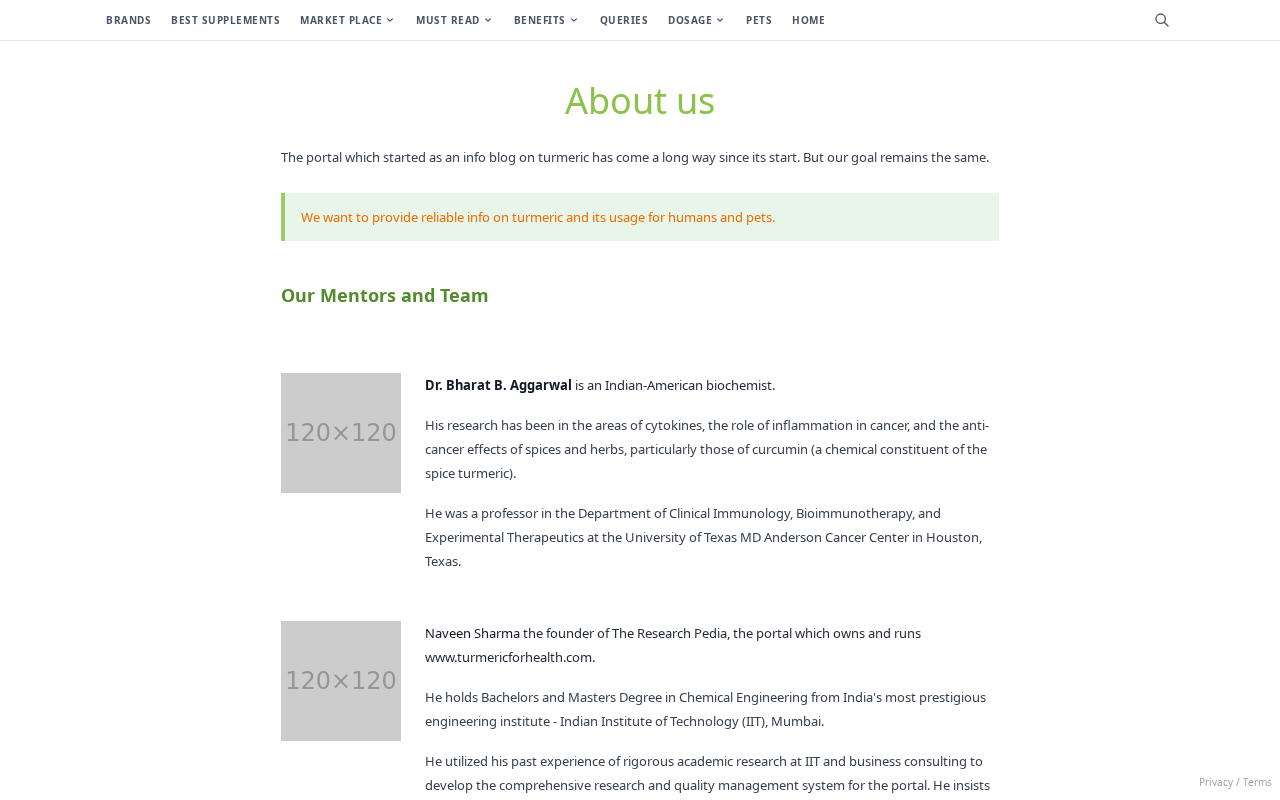 BRANDS BEST SUPPLEMENTS MARKET PLACE MUST READ BENEFITS QUERIES DOSAGE PETS HOME
About us
The portal which started as an info blog on turmeric has come a long way since its start. But our goal remains the same.
We want to provide reliable info on turmeric and its usage for humans and pets.
Our Mentors and Team
120×120
Dr. Bharat B. Aggarwal is an Indian-American biochemist.
His research has been in the areas of cytokines, the role of inflammation in cancer, and the anti-
cancer effects of spices and herbs, particularly those of curcumin (a chemical constituent of the
spice turmeric).
He was a professor in the Department of Clinical Immunology, Bioimmunotherapy, and
Experimental Therapeutics at the University of Texas MD Anderson Cancer Center in Houston,
Texas.
120×120
Naveen Sharma the founder of The Research Pedia, the portal which owns and runs
www.turmericforhealth.com.
He holds Bachelors and Masters Degree in Chemical Engineering from India's most prestigious
engineering institute - Indian Institute of Technology (IIT), Mumbai.
He utilized his past experience of rigorous academic research at IIT and business consulting to
develop the comprehensive research and quality management system for the portal. He insists
Privacy / Terms